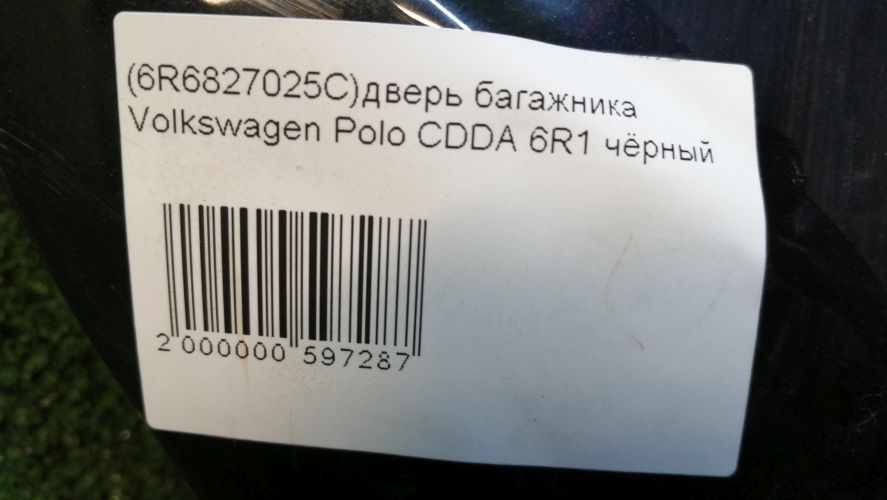 (6R6827025C)дверь багажника
Volkswagen Polo CDDA 6R1 чёрный
2 000000 597287